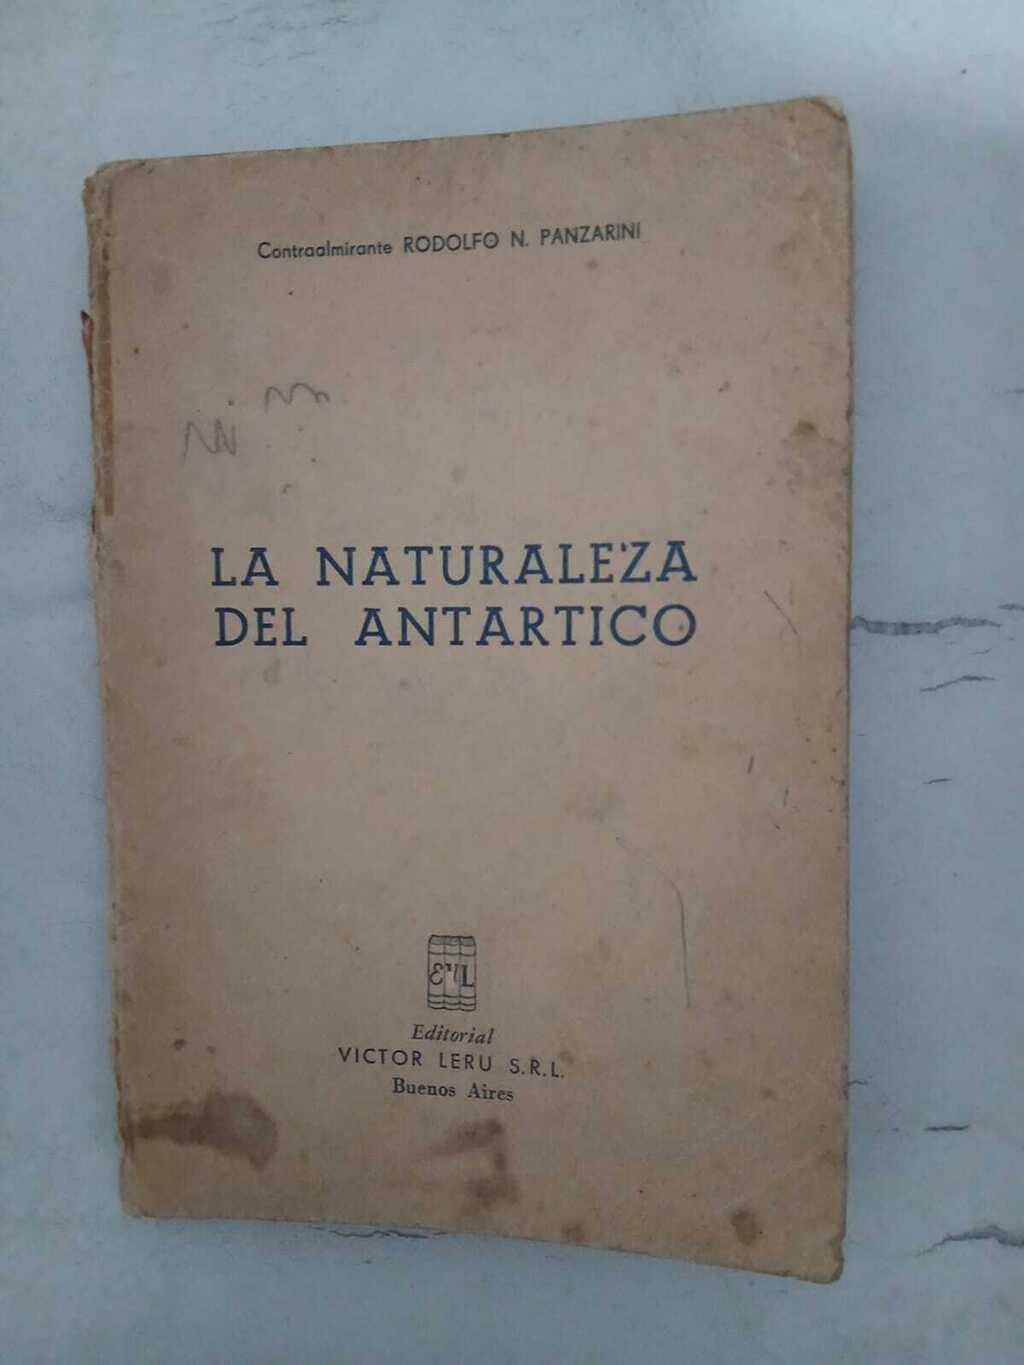 Contraalmirante RODOLFO N. PANZARINI
LA NATURALEZA
DEL ANTARTICO
EVL
Editorial
VICTOR LERU S.R.L.
Buenos Aires